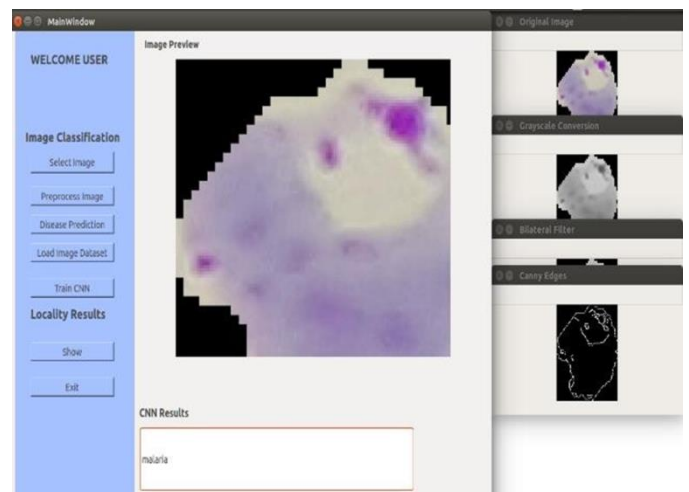 MainWindow
WELCOME USER
Image Classification
Select Image
Preprocess Image
Disease Prediction
Load Image Dataset
Train CNN
Locality Results
Show
Exit
Image Preview
CNN Results
malaria
Original Image
Grayscale Conversion
Bilateral Filter
Canny Edges